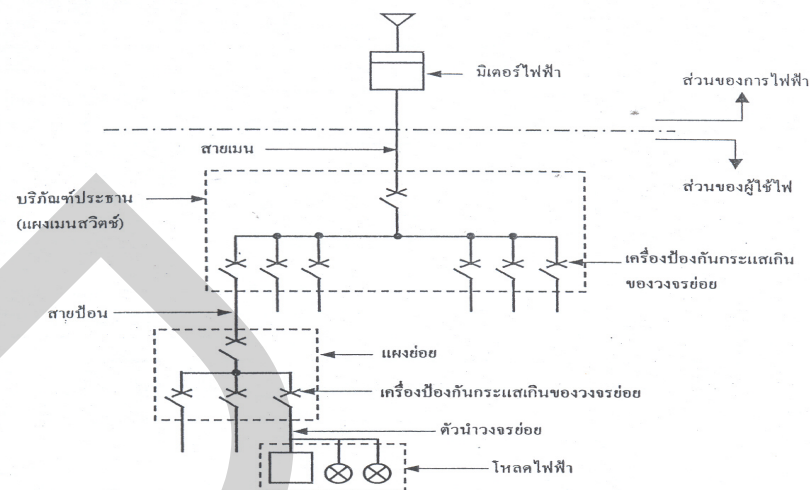 มิเตอร์ไฟฟ้า
ส่วนของการไฟฟ้า
สายเมน
ส่วนของผู้ใช้ไฟ
บริภัณฑ์ประธาน
(แผงเมนสวิตช์)
เครื่องป้องกันกระแสเกิน
ของวงจรย่อย
สายป้อน
แผงย่อย
เครื่องป้องกันกระแสเกินของวงจรย่อย
ตัวนำวงจรย่อย
โหลดไฟฟ้า